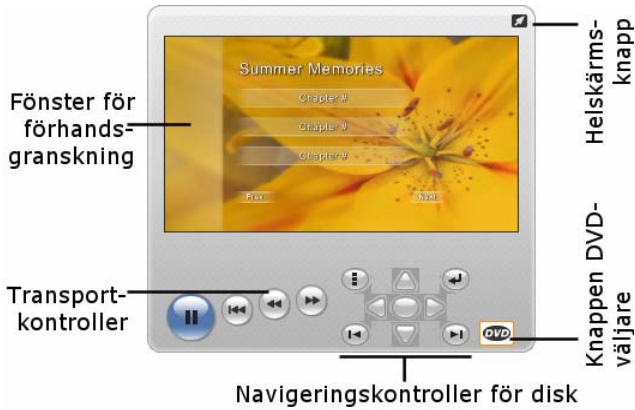 Fönster för
förhands-
granskning
Summer Memories
Chapter #
Chapter #
Chapter #
Prev
Next
Helskärms-
knapp
Transport-
kontroller
DVD
Knappen DVD-
väljare
Navigeringskontroller för disk